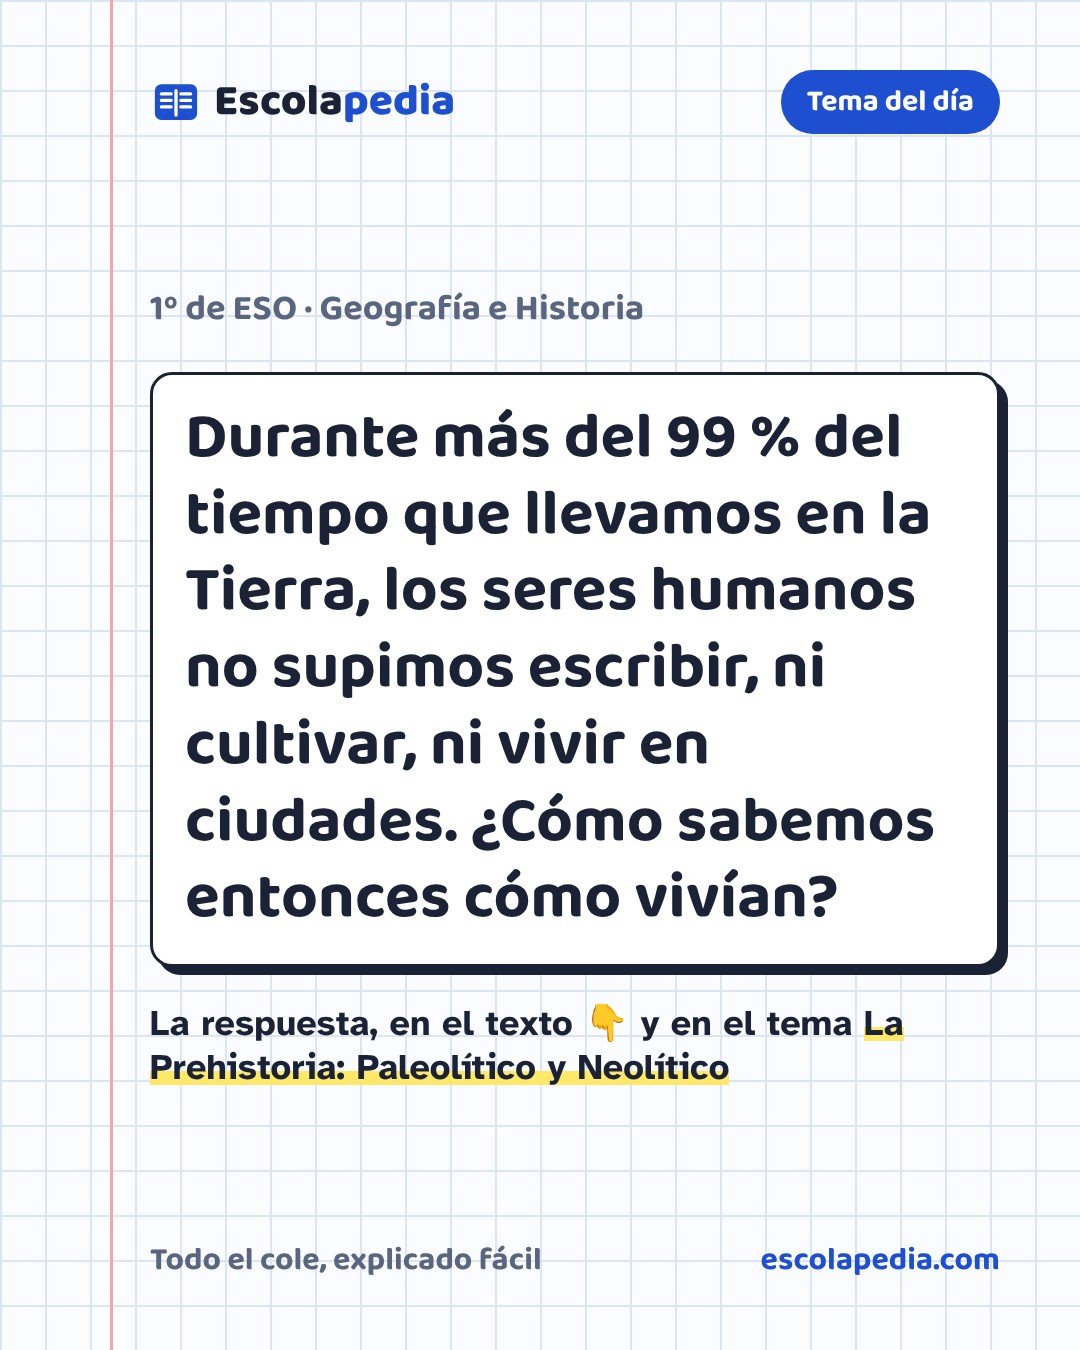 Escolapedia
Tema del día
1º de ESO · Geografía e Historia
Durante más del 99 % del
tiempo que llevamos en la
Tierra, los seres humanos
no supimos escribir, ni
cultivar, ni vivir en
ciudades. ¿Cómo sabemos
entonces cómo vivían?
La respuesta, en el texto 👇 y en el tema La
Prehistoria: Paleolítico y Neolítico
Todo el cole, explicado fácil
escolapedia.com